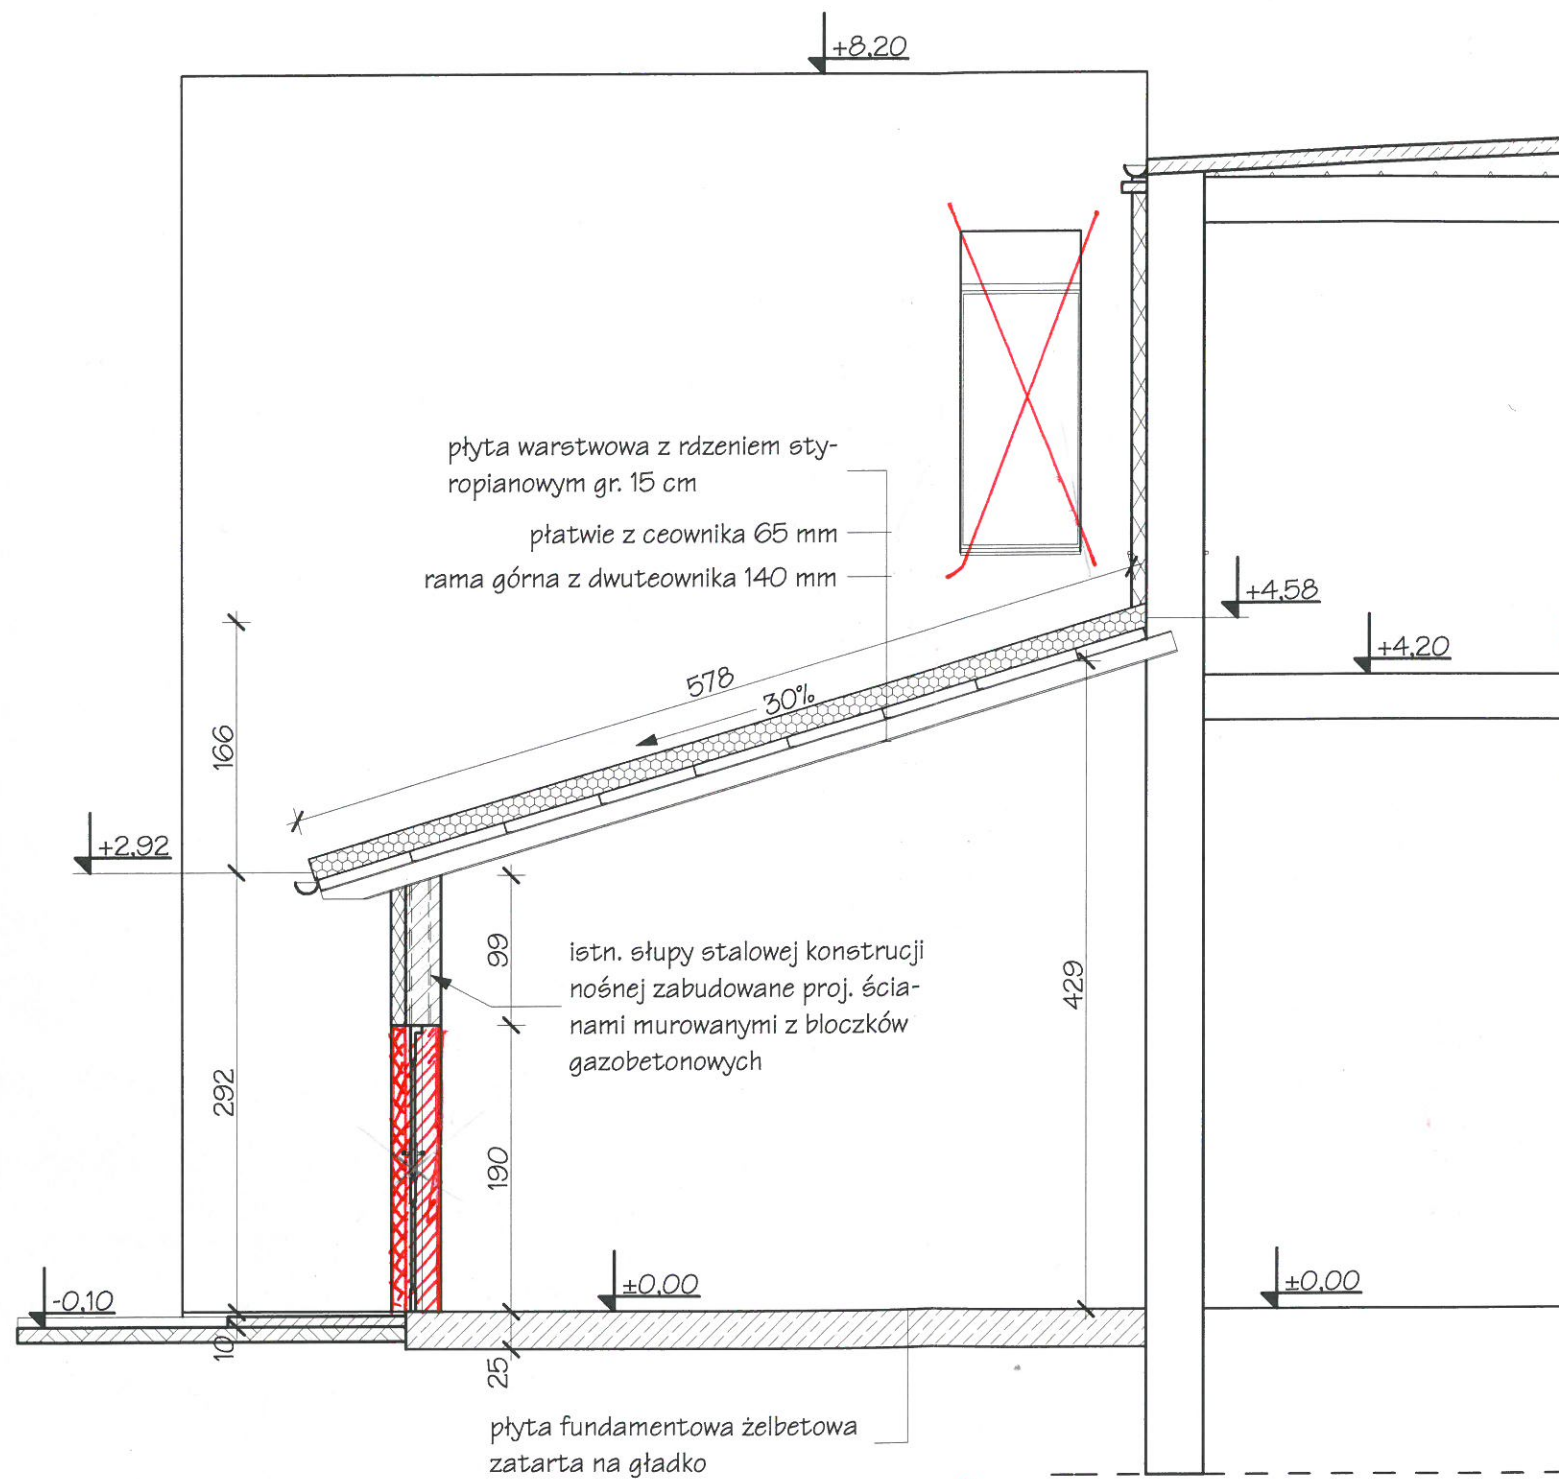 +8,20
płyta warstwowa z rdzeniem sty-
ropianowym gr. 15 cm
płatwie z ceownika 65 mm
rama górna z dwuteownika 140 mm
+4,58
+4,20
578
30%
166
+2,92
99
istn. słupy stalowej konstrucji
nośnej zabudowane proj. ścia-
nami murowanymi z bloczków
gazobetonowych
429
292
190
±0,00
±0,00
-0,10
10
25
płyta fundamentowa żelbetowa
zatarta na gładko